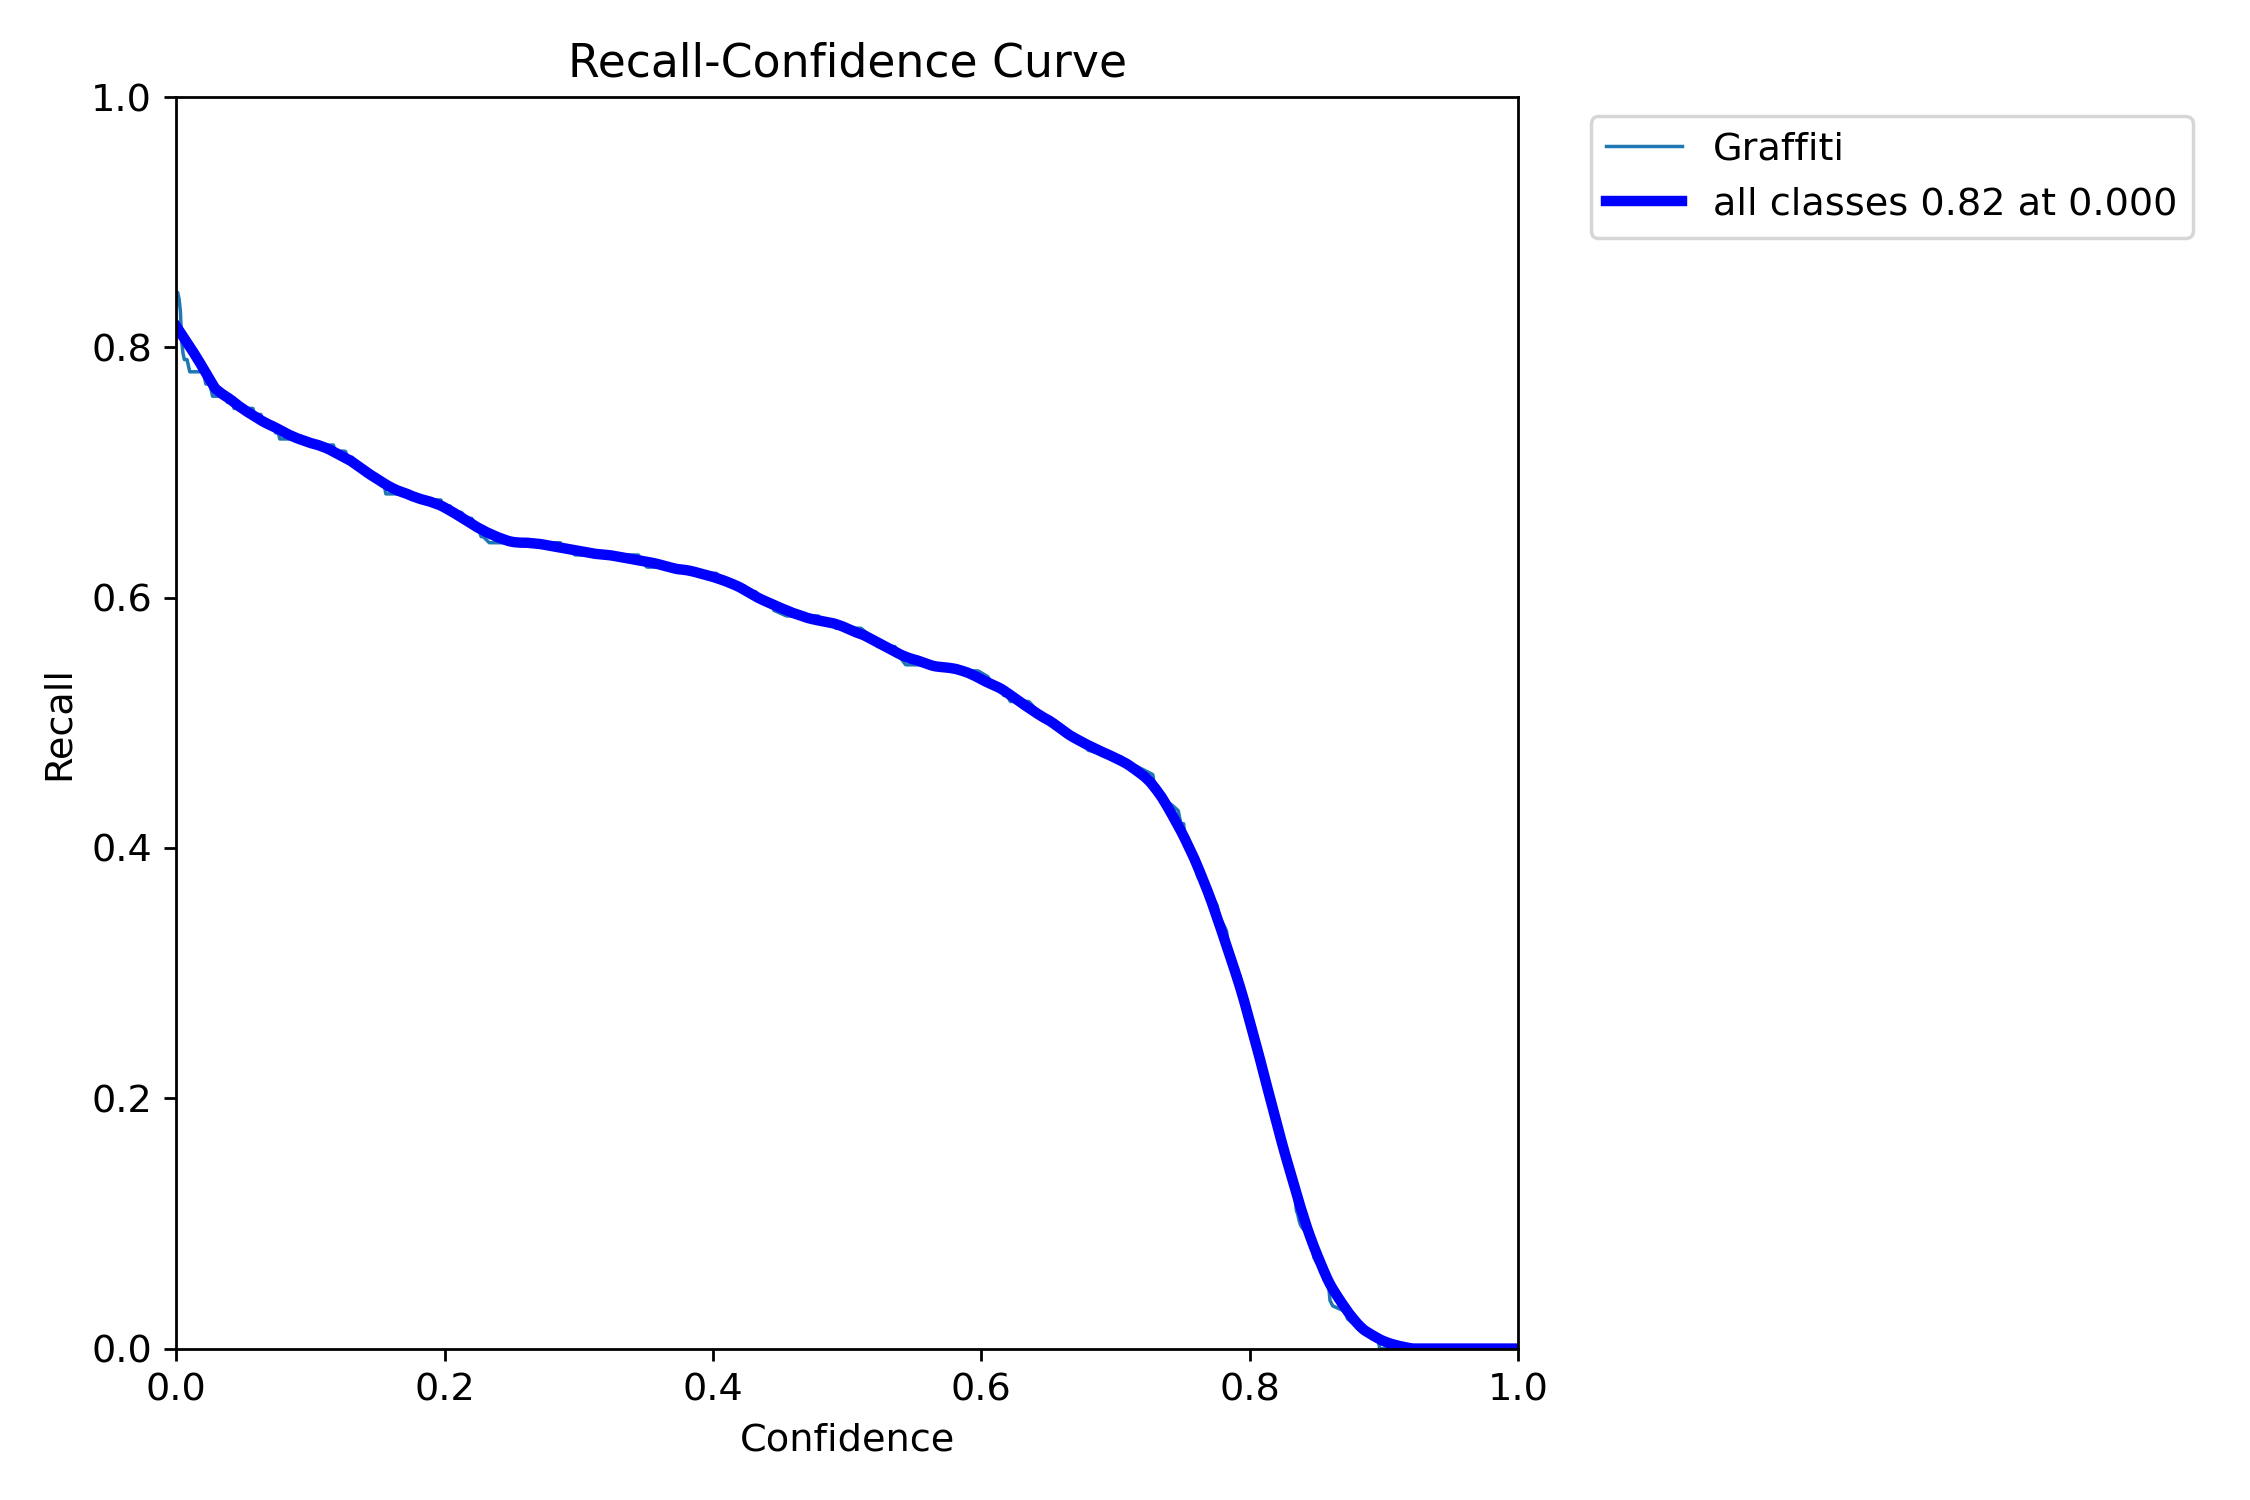 Recall-Confidence Curve
1.0
0.8
0.6
0.4
0.2
0.0
Recall
0.0 0.2 0.4 0.6 0.8 1.0
Confidence
Graffiti
all classes 0.82 at 0.000